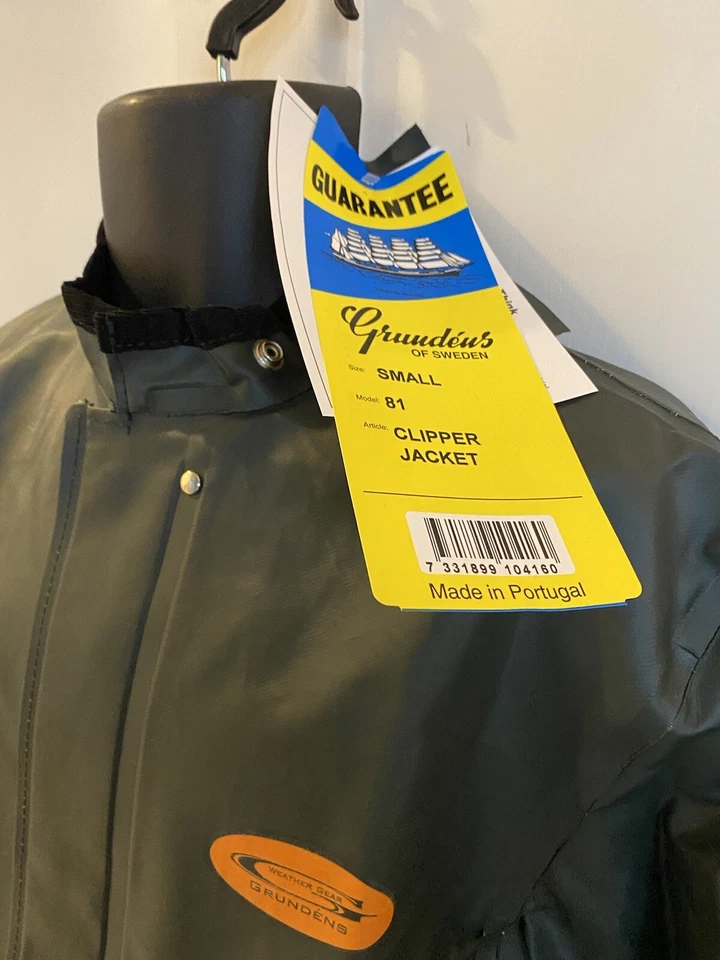 GUARANTEE
Grundéns
OF SWEDEN
Size: SMALL
Model: 81
Article: CLIPPER
JACKET
7 331899 104160
Made in Portugal
Think
WEATHER GEAR
GRUNDÉNS